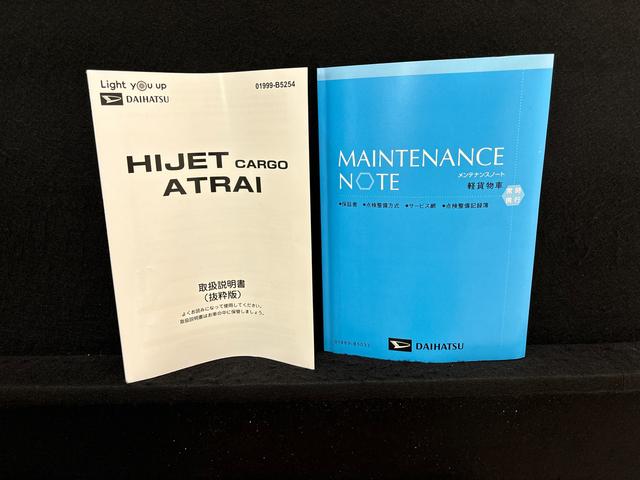 Light you up
DAIHATSU
01999-B5254
HIJET CARGO
ATRAI
取扱説明書
(抜粋版)
よくお読みになって使用してください。
取扱説明書はお車の中に保管しましょう。
MAINTENANCE
NOTE
メンテナンスノート
軽貨物車
常時
携行
●保証書 ●点検整備方式 ●サービス網 ●点検整備記録簿
DAIHATSU